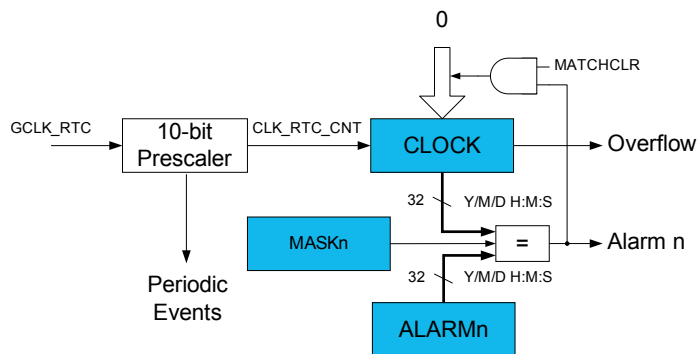 0
MATCHCLR
GCLK_RTC
10-bit
Prescaler
CLK_RTC_CNT
CLOCK
Overflow
32
Y/M/D H:M:S
MASKn
=
Alarm n
32
Y/M/D H:M:S
Periodic
Events
ALARMn